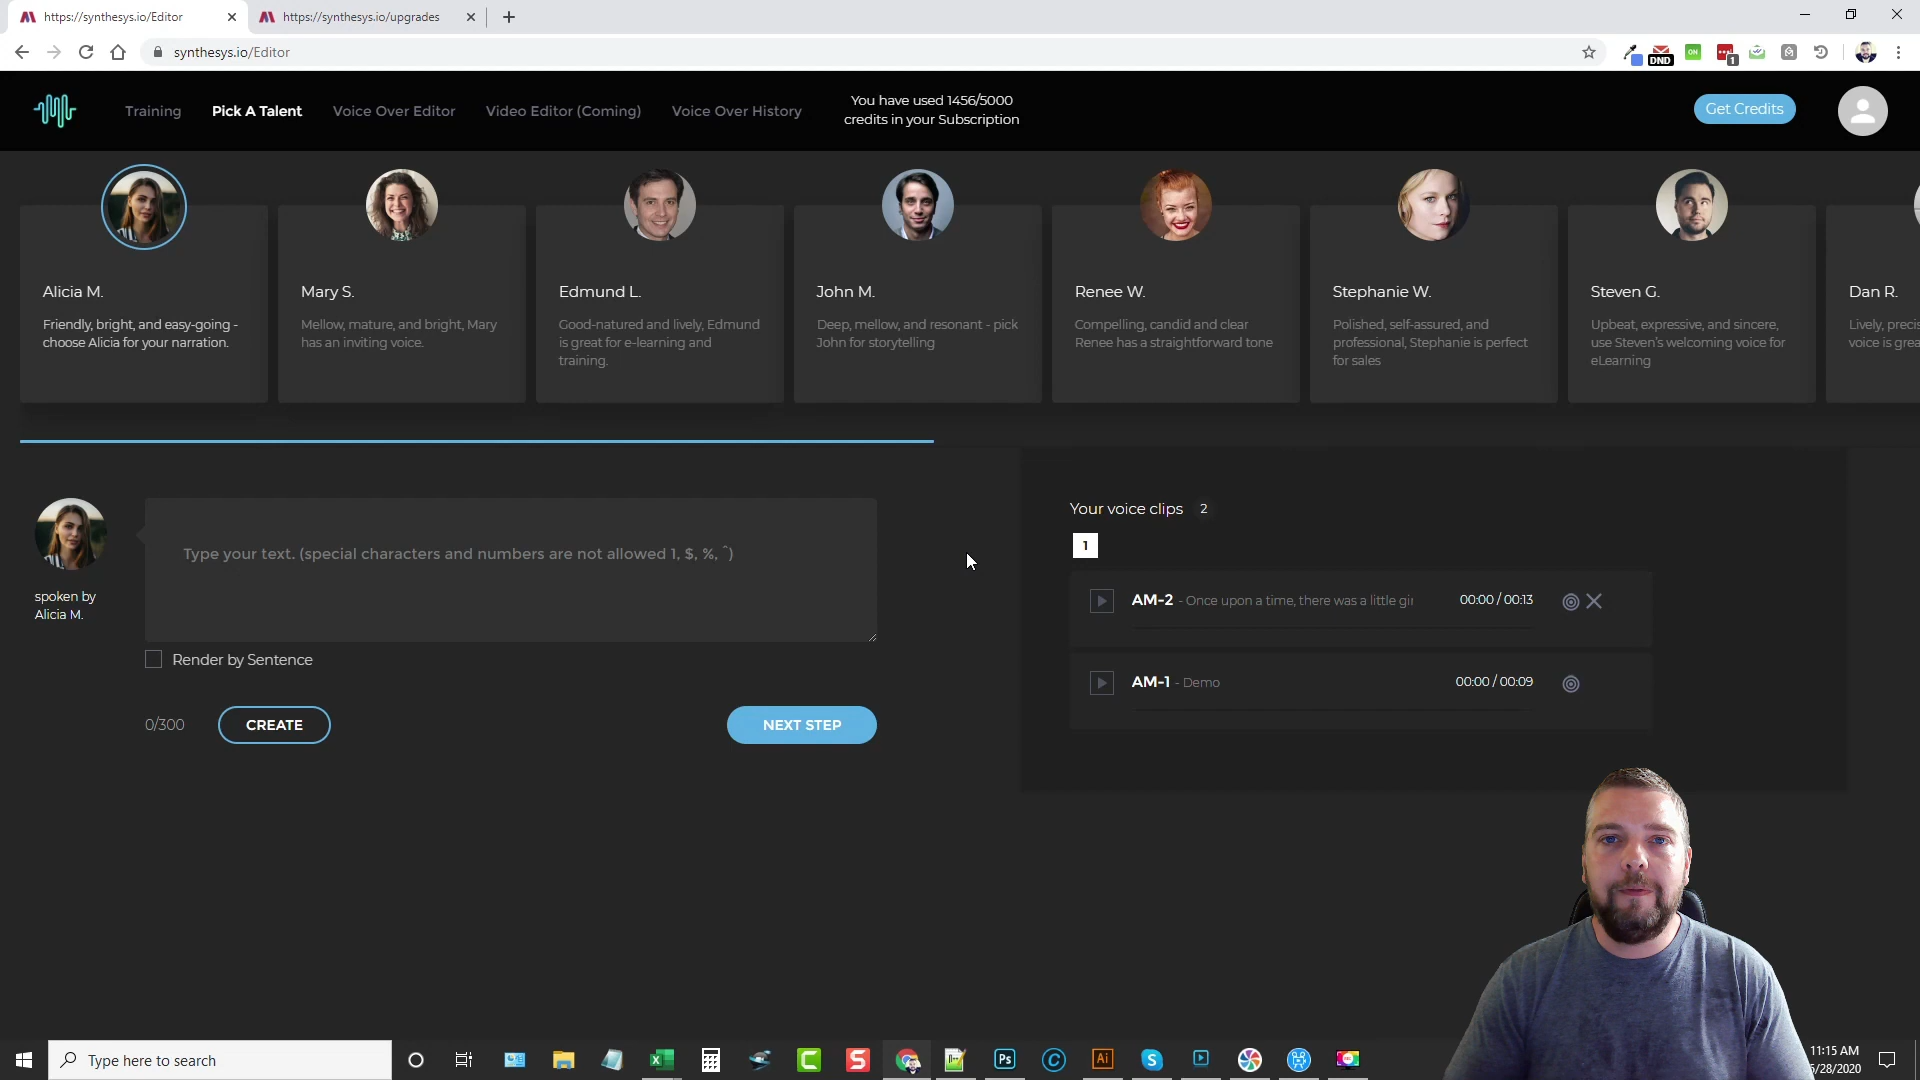 https://synthesys.io/Editor
https://synthesys.io/upgrades
synthesys.io/Editor
DND
ON
1
Training
Pick A Talent
Voice Over Editor
Video Editor (Coming)
Voice Over History
You have used 1456/5000
credits in your Subscription
Get Credits
Alicia M.
Friendly, bright, and easy-going -
choose Alicia for your narration.
Mary S.
Mellow, mature, and bright, Mary
has an inviting voice.
Edmund L.
Good-natured and lively, Edmund
is great for e-learning and
training.
John M.
Deep, mellow, and resonant - pick
John for storytelling
Renee W.
Compelling, candid and clear
Renee has a straightforward tone
Stephanie W.
Polished, self-assured, and
professional, Stephanie is perfect
for sales
Steven G.
Upbeat, expressive, and sincere,
use Steven's welcoming voice for
eLearning
Dan R.
Lively,
voice is
spoken by
Alicia M.
Type your text. (special characters and numbers are not allowed 1, $, %, ^)
Render by Sentence
0/300
CREATE
NEXT STEP
Your voice clips 2
1
AM-2 - Once upon a time, there was a little gir
00:00 / 00:13
AM-1 - Demo
00:00 / 00:09
Type here to search
Ps
Ai
11:15 AM
/28/2020